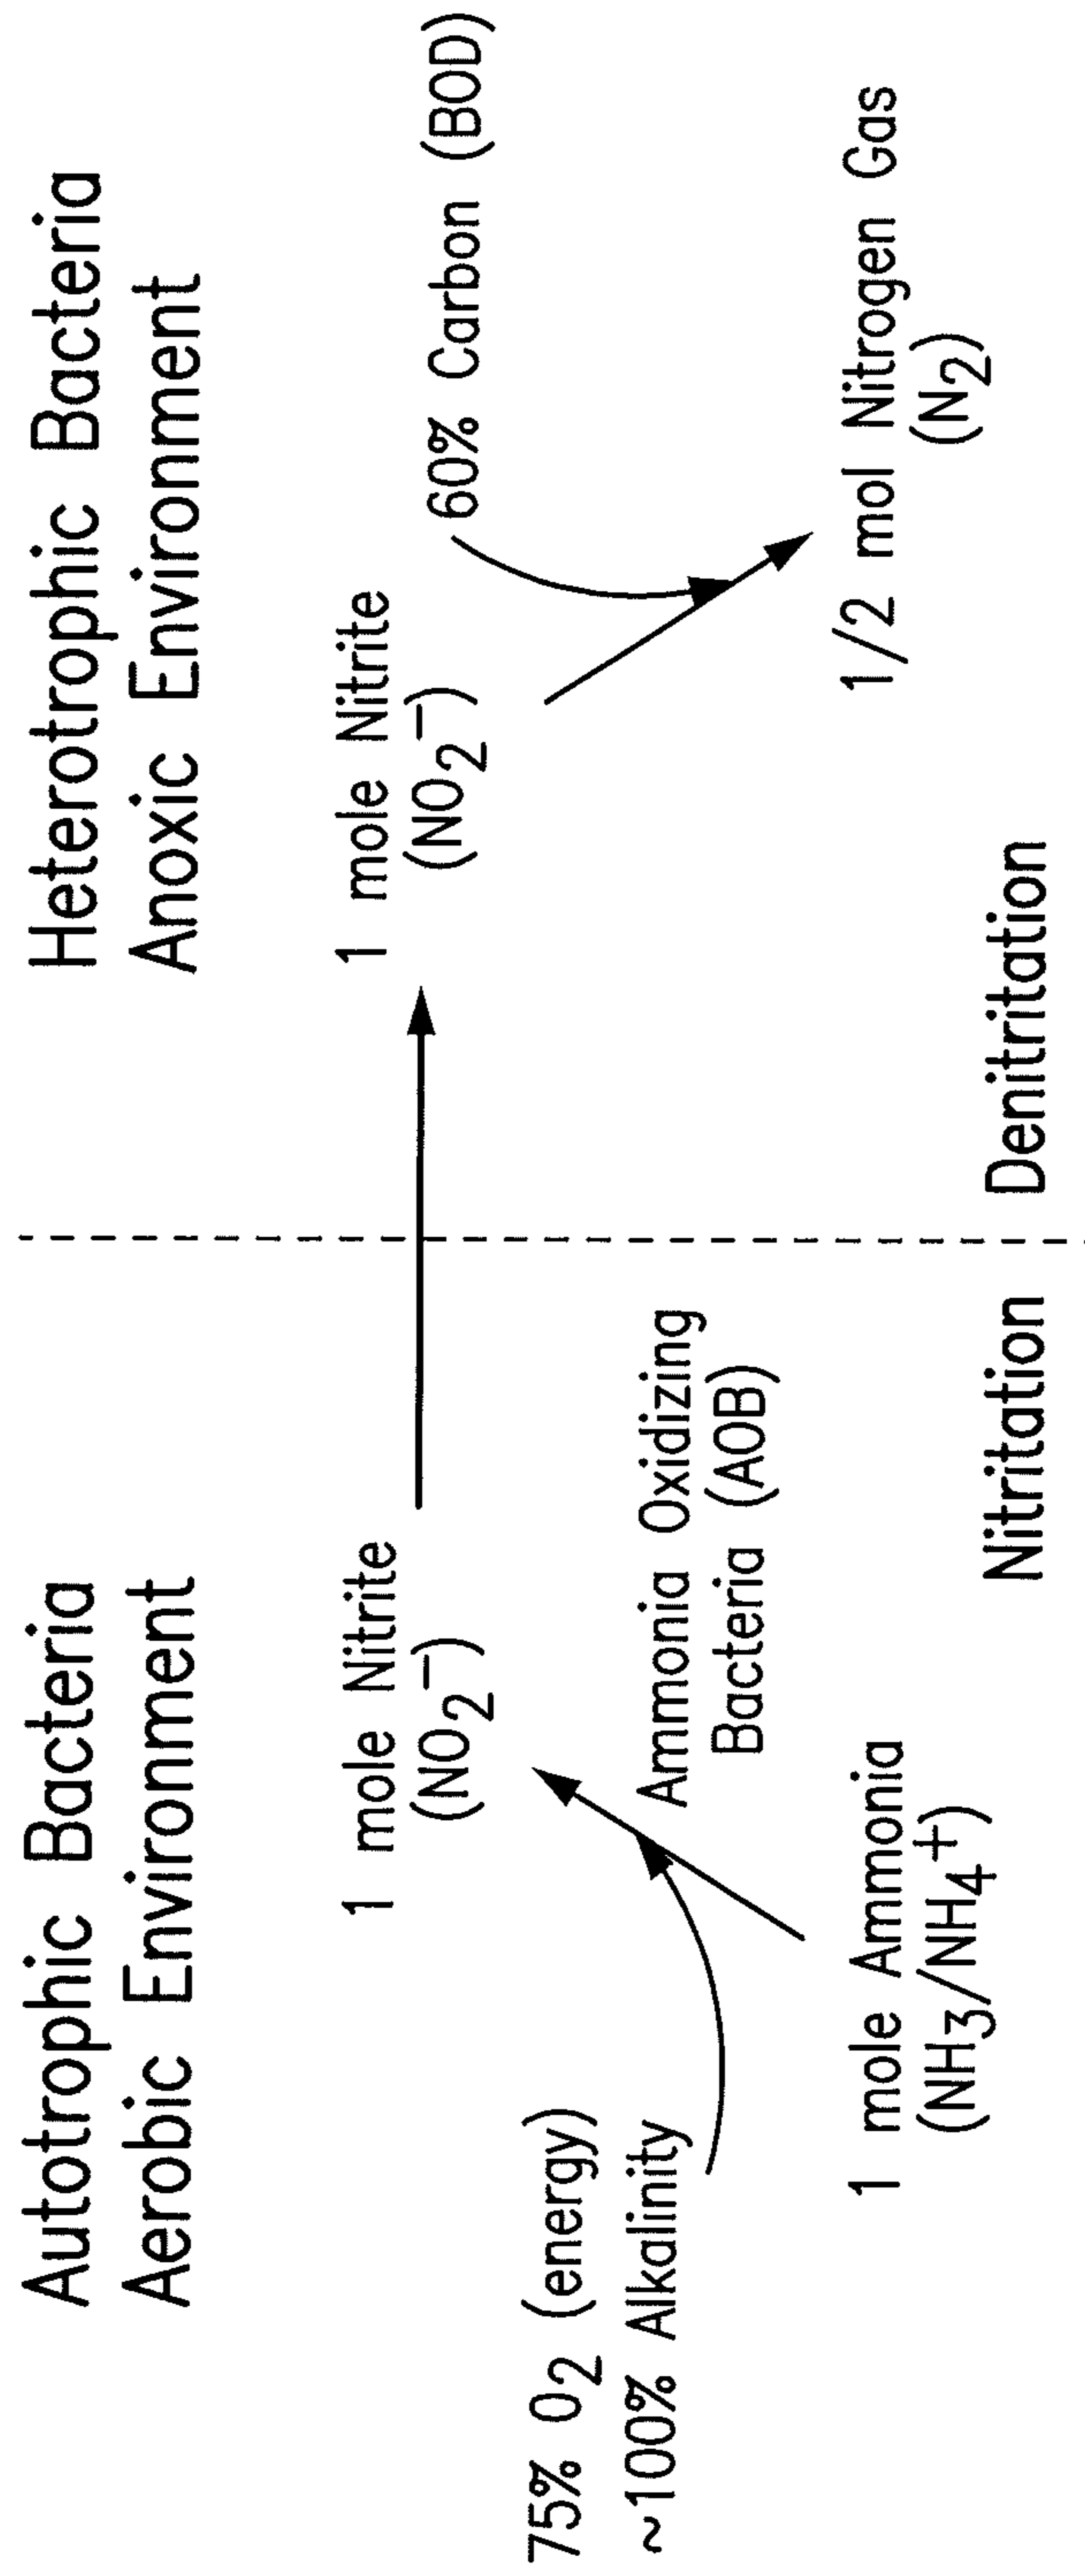 Autotrophic Bacteria
Aerobic Environment
Heterotrophic Bacteria
Anoxic Environment
1 mole Nitrite
(NO₂⁻)
1 mole Nitrite
(NO₂⁻)
75% O₂ (energy)
~100% Alkalinity
60% Carbon (BOD)
Ammonia Oxidizing
Bacteria (AOB)
1 mole Ammonia
(NH₃/NH₄⁺)
1/2 mol Nitrogen Gas
(N₂)
Nitritation
Denitritation